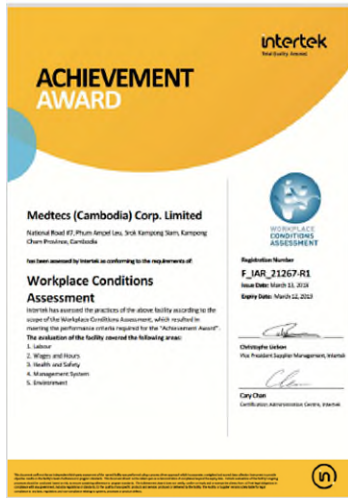 intertek
Total Quality. Assured.
ACHIEVEMENT
AWARD
WORKPLACE
CONDITIONS
ASSESSMENT
Medtecs (Cambodia) Corp. Limited
National Road #7, Phum Ampel Leu, Srok Kampong Siam, Kampong
Cham Province, Cambodia
has been assessed by Intertek as conforming to the requirements of:
Workplace Conditions
Assessment
Intertek has assessed the practices of the above facility according to the
scope of the Workplace Conditions Assessment, which resulted in
meeting the performance criteria required for the "Achievement Award".
The evaluation of the facility covered the following areas:
1. Labour
2. Wages and Hours
3. Health and Safety
4. Management System
5. Environment
Registration Number
F_IAR_21267-R1
Issue Date: March 13, 2018
Expiry Date: March 12, 2019
Christophe Liebon
Vice President Supplier Management, Intertek
Cary Chan
Certification Administration Centre, Intertek
in